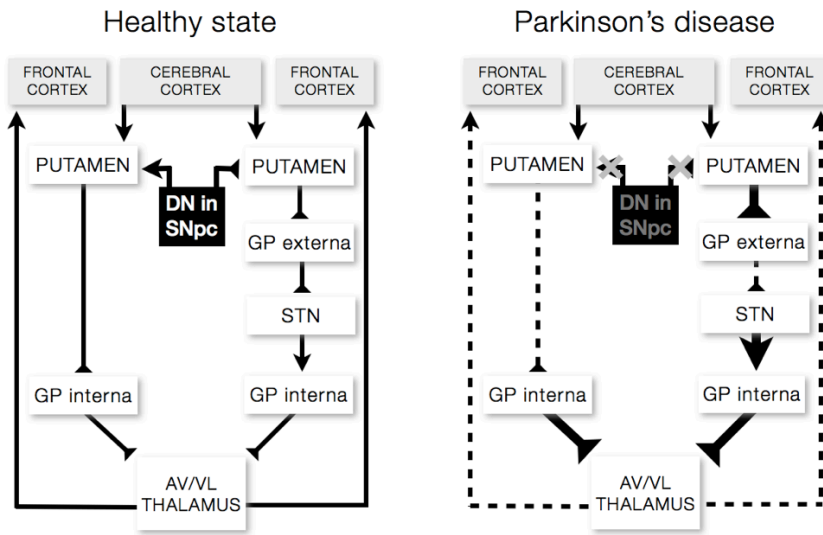 Healthy state
FRONTAL
CORTEX
CEREBRAL
CORTEX
FRONTAL
CORTEX
PUTAMEN
PUTAMEN
DN in
SNpc
GP externa
STN
GP interna
GP interna
AV/VL
THALAMUS
Parkinson's disease
FRONTAL
CORTEX
CEREBRAL
CORTEX
FRONTAL
CORTEX
PUTAMEN
PUTAMEN
DN in
SNpc
GP externa
STN
GP interna
GP interna
AV/VL
THALAMUS